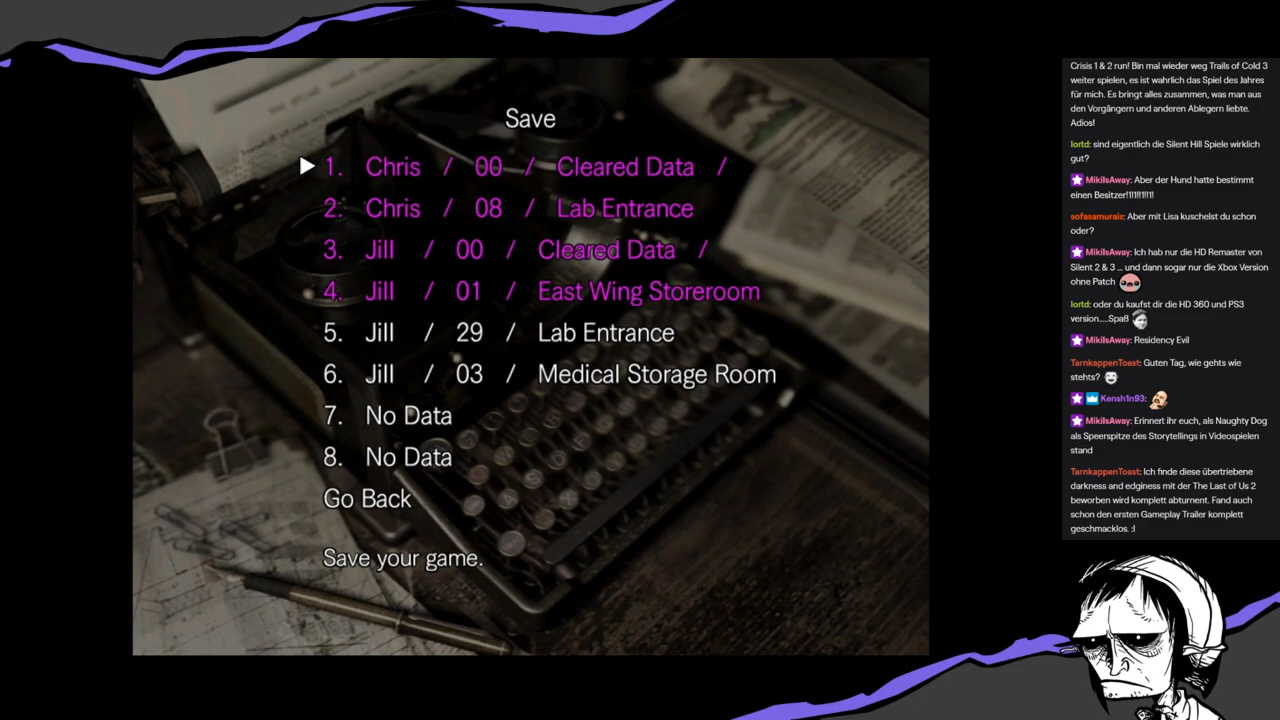 Save
1. Chris / 00 / Cleared Data /
2. Chris / 08 / Lab Entrance
3. Jill / 00 / Cleared Data /
4. Jill / 01 / East Wing Storeroom
5. Jill / 29 / Lab Entrance
6. Jill / 03 / Medical Storage Room
7. No Data
8. No Data
Go Back
Save your game.
Crisis 1 & 2 run! Bin mal wieder weg Trails of Cold 3
weiter spielen, es ist wahrlich das Spiel des Jahres
für mich. Es bringt alles zusammen, was man aus
den Vorgängern und anderen Ablegern liebte.
Adios!
lortd: sind eigentlich die Silent Hill Spiele wirklich
gut?
MikilsAway: Aber der Hund hatte bestimmt
einen Besitzer!1!1!!1!!1!
sofasamurais: Aber mit Lisa kuschelst du schon
oder?
MikilsAway: Ich hab nur die HD Remaster von
Silent 2 & 3 ... und dann sogar nur die Xbox Version
ohne Patch
lortd: oder du kaufst dir die HD 360 und PS3
version.....Spaß
MikilsAway: Residency Evil
TarnkappenToast: Guten Tag, wie gehts wie
stehts?
Kensh1n93:
MikilsAway: Erinnert ihr euch, als Naughty Dog
als Speerspitze des Storytellings in Videospielen
stand
TarnkappenToast: Ich finde diese übertriebene
darkness and edginess mit der The Last of Us 2
beworben wird komplett abturnent. Fand auch
schon den ersten Gameplay Trailer komplett
geschmacklos. :l